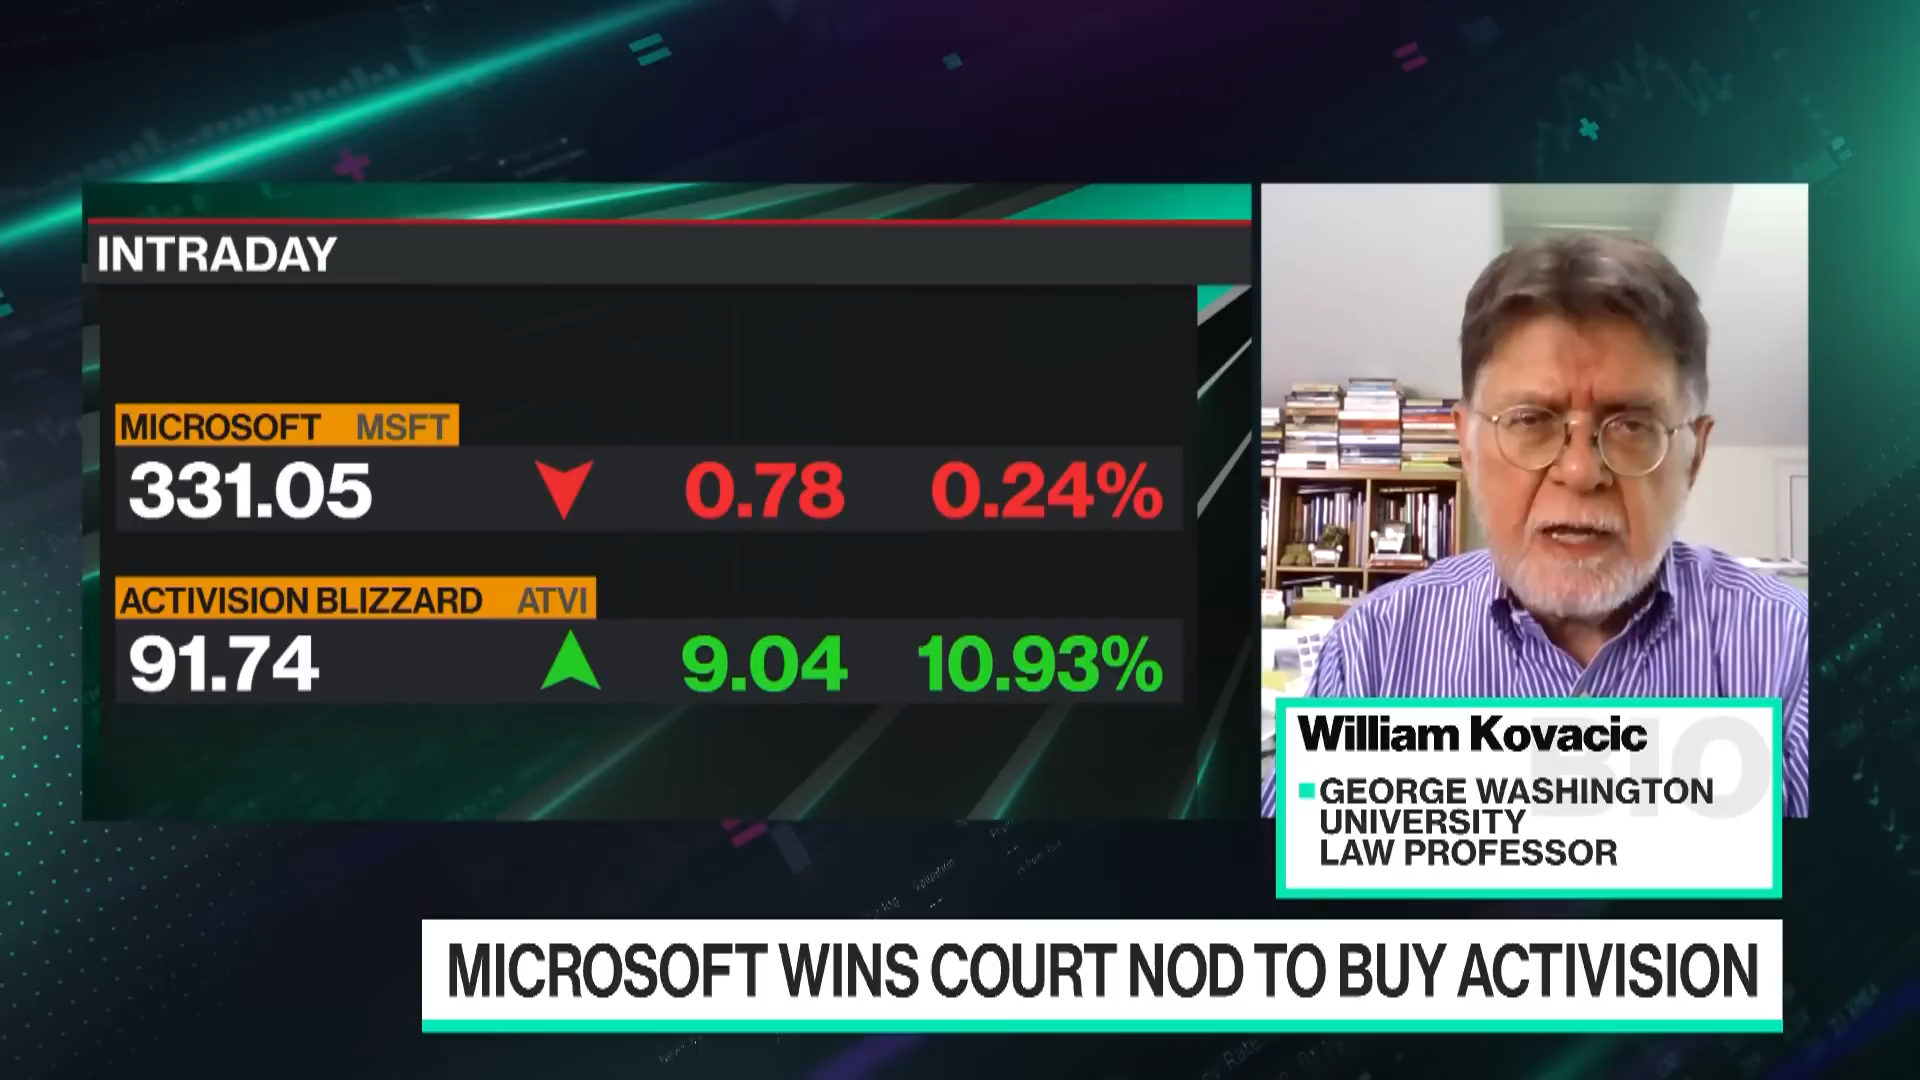 INTRADAY
MICROSOFT MSFT
331.05 0.78 0.24%
ACTIVISION BLIZZARD ATVI
91.74 9.04 10.93%
William Kovacic
BIO
GEORGE WASHINGTON
UNIVERSITY
LAW PROFESSOR
MICROSOFT WINS COURT NOD TO BUY ACTIVISION